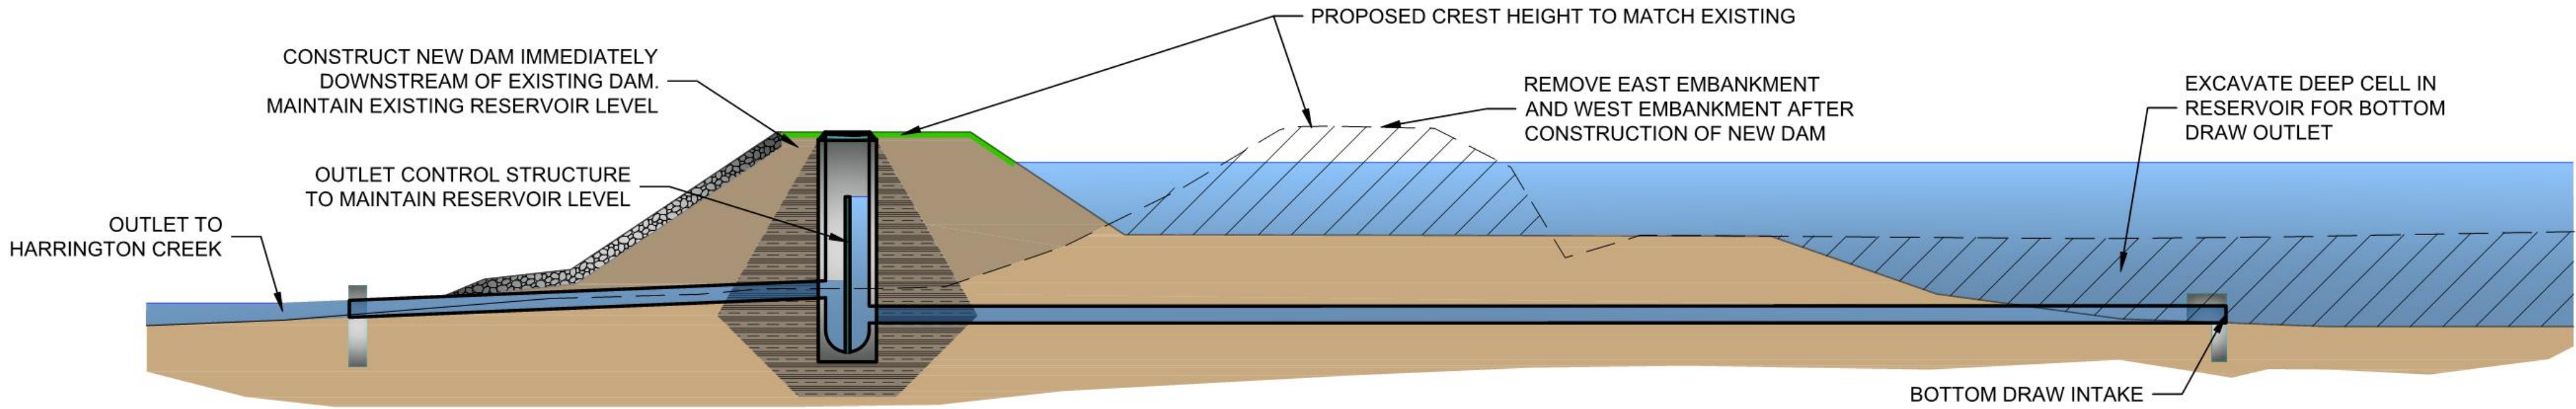 PROPOSED CREST HEIGHT TO MATCH EXISTING
CONSTRUCT NEW DAM IMMEDIATELY
DOWNSTREAM OF EXISTING DAM.
MAINTAIN EXISTING RESERVOIR LEVEL
REMOVE EAST EMBANKMENT
AND WEST EMBANKMENT AFTER
CONSTRUCTION OF NEW DAM
EXCAVATE DEEP CELL IN
RESERVOIR FOR BOTTOM
DRAW OUTLET
OUTLET CONTROL STRUCTURE
TO MAINTAIN RESERVOIR LEVEL
OUTLET TO
HARRINGTON CREEK
BOTTOM DRAW INTAKE